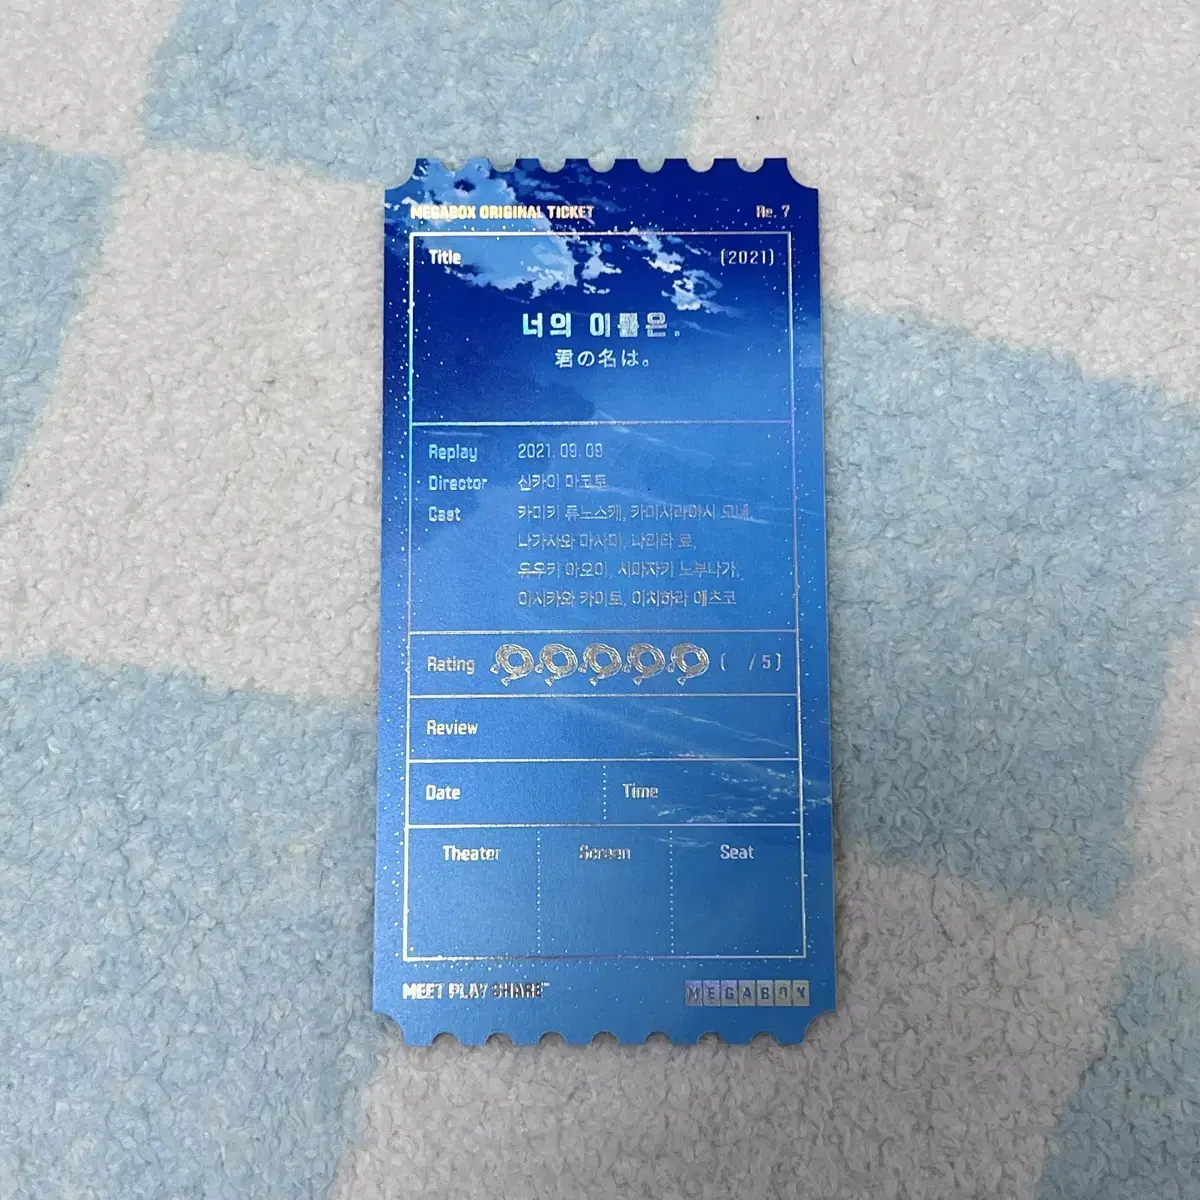 MEGABOX ORIGINAL TICKET Re. 7
Title (2021)
너의 이름은.
君の名は。
Replay 2021. 09. 09
Director 신카이 마코토
Cast 카미키 류노스케, 카미시라이시 모네,
나가사와 마사미, 나리타 료,
유우키 아오이, 시마자키 노부나가,
이시카와 카이토, 이치하라 에츠코
Rating ( /5)
Review
Date Time
Theater Screen Seat
MEET PLAY SHARE™ MEGABOX